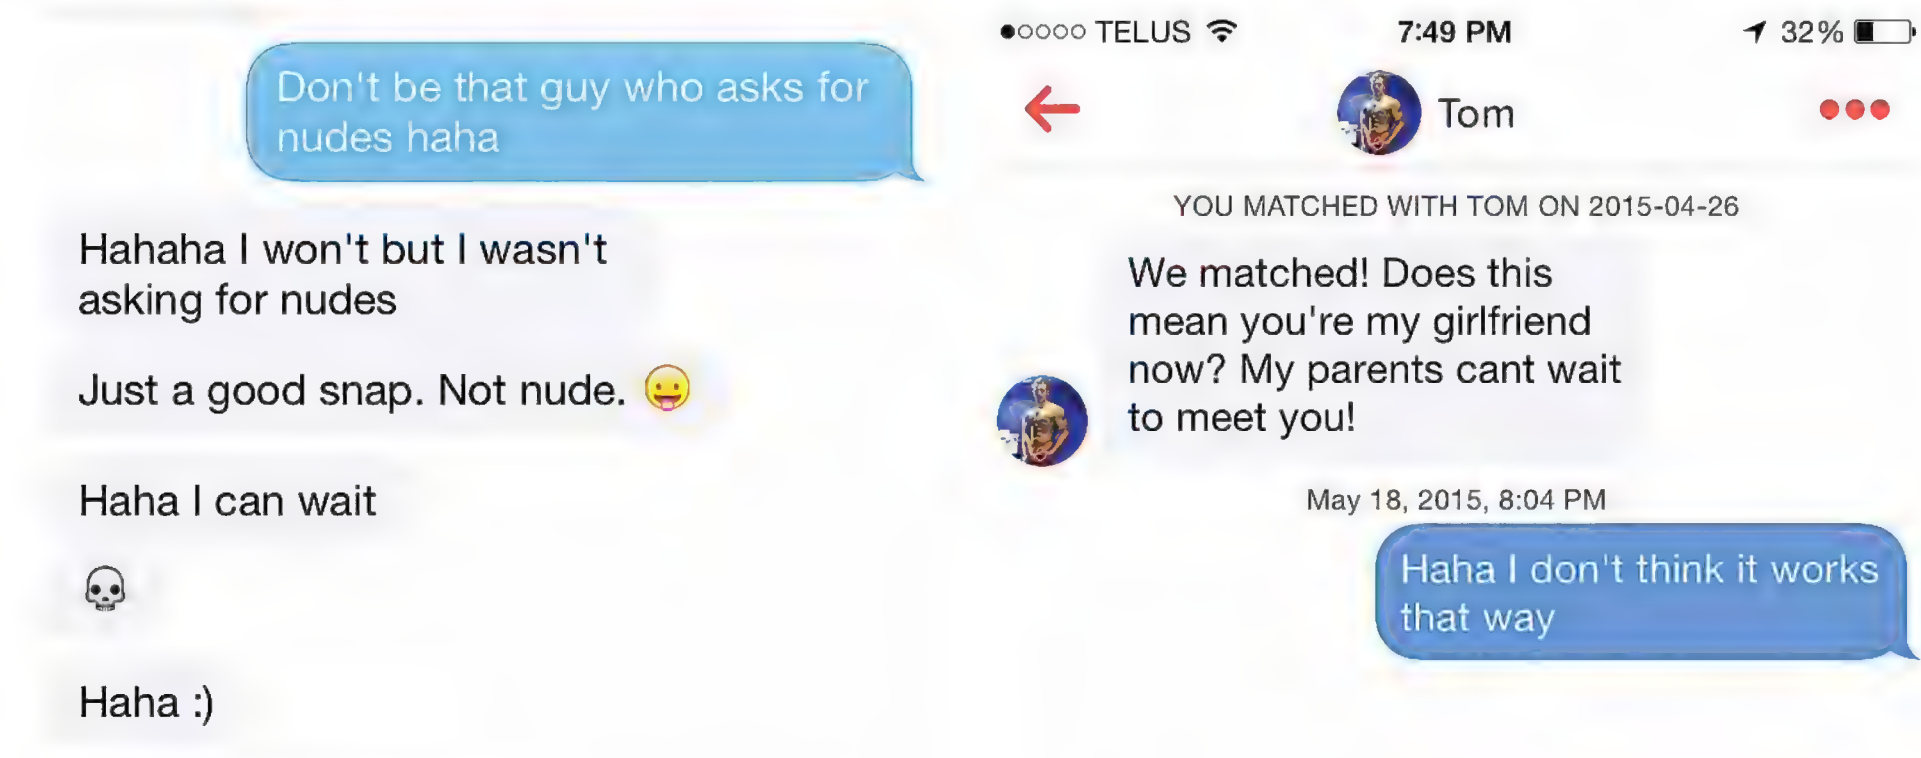 Don't be that guy who asks for
nudes haha
Hahaha I won't but I wasn't
asking for nudes
Just a good snap. Not nude. 😛
Haha I can wait
💀
Haha :)
TELUS 7:49 PM 32%
Tom
YOU MATCHED WITH TOM ON 2015-04-26
We matched! Does this
mean you're my girlfriend
now? My parents cant wait
to meet you!
May 18, 2015, 8:04 PM
Haha I don't think it works
that way